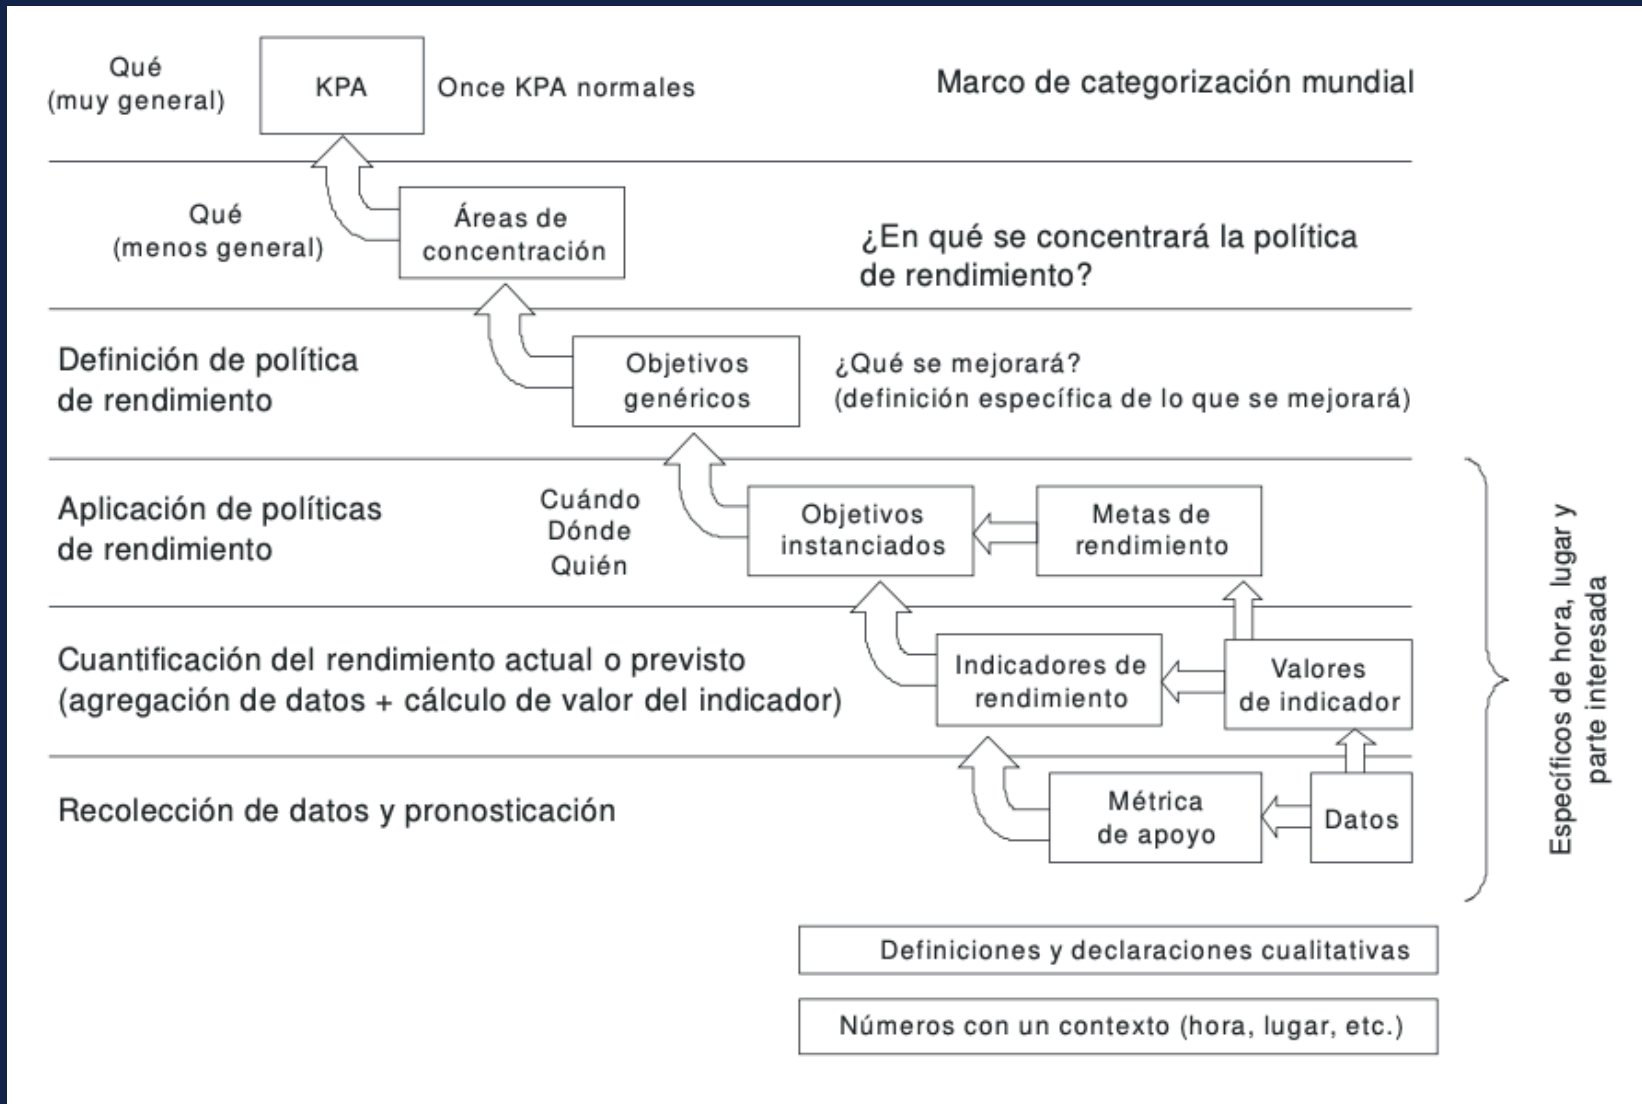 Qué
(muy general)
KPA
Once KPA normales
Marco de categorización mundial
Qué
(menos general)
Áreas de
concentración
¿En qué se concentrará la política
de rendimiento?
Definición de política
de rendimiento
Objetivos
genéricos
¿Qué se mejorará?
(definición específica de lo que se mejorará)
Aplicación de políticas
de rendimiento
Cuándo
Dónde
Quién
Objetivos
instanciados
Metas de
rendimiento
Cuantificación del rendimiento actual o previsto
(agregación de datos + cálculo de valor del indicador)
Indicadores de
rendimiento
Valores
de indicador
Recolección de datos y pronosticación
Métrica
de apoyo
Datos
Específicos de hora, lugar y
parte interesada
Definiciones y declaraciones cualitativas
Números con un contexto (hora, lugar, etc.)